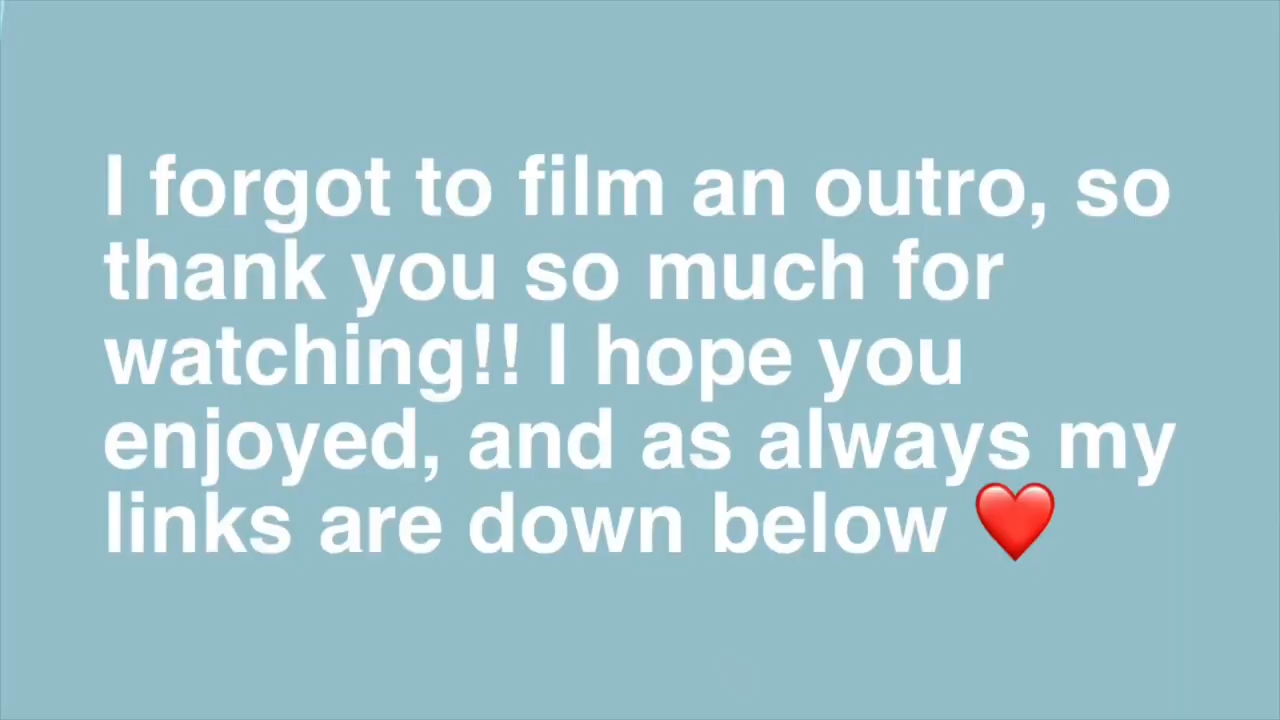 I forgot to film an outro, so
thank you so much for
watching!! I hope you
enjoyed, and as always my
links are down below ❤️